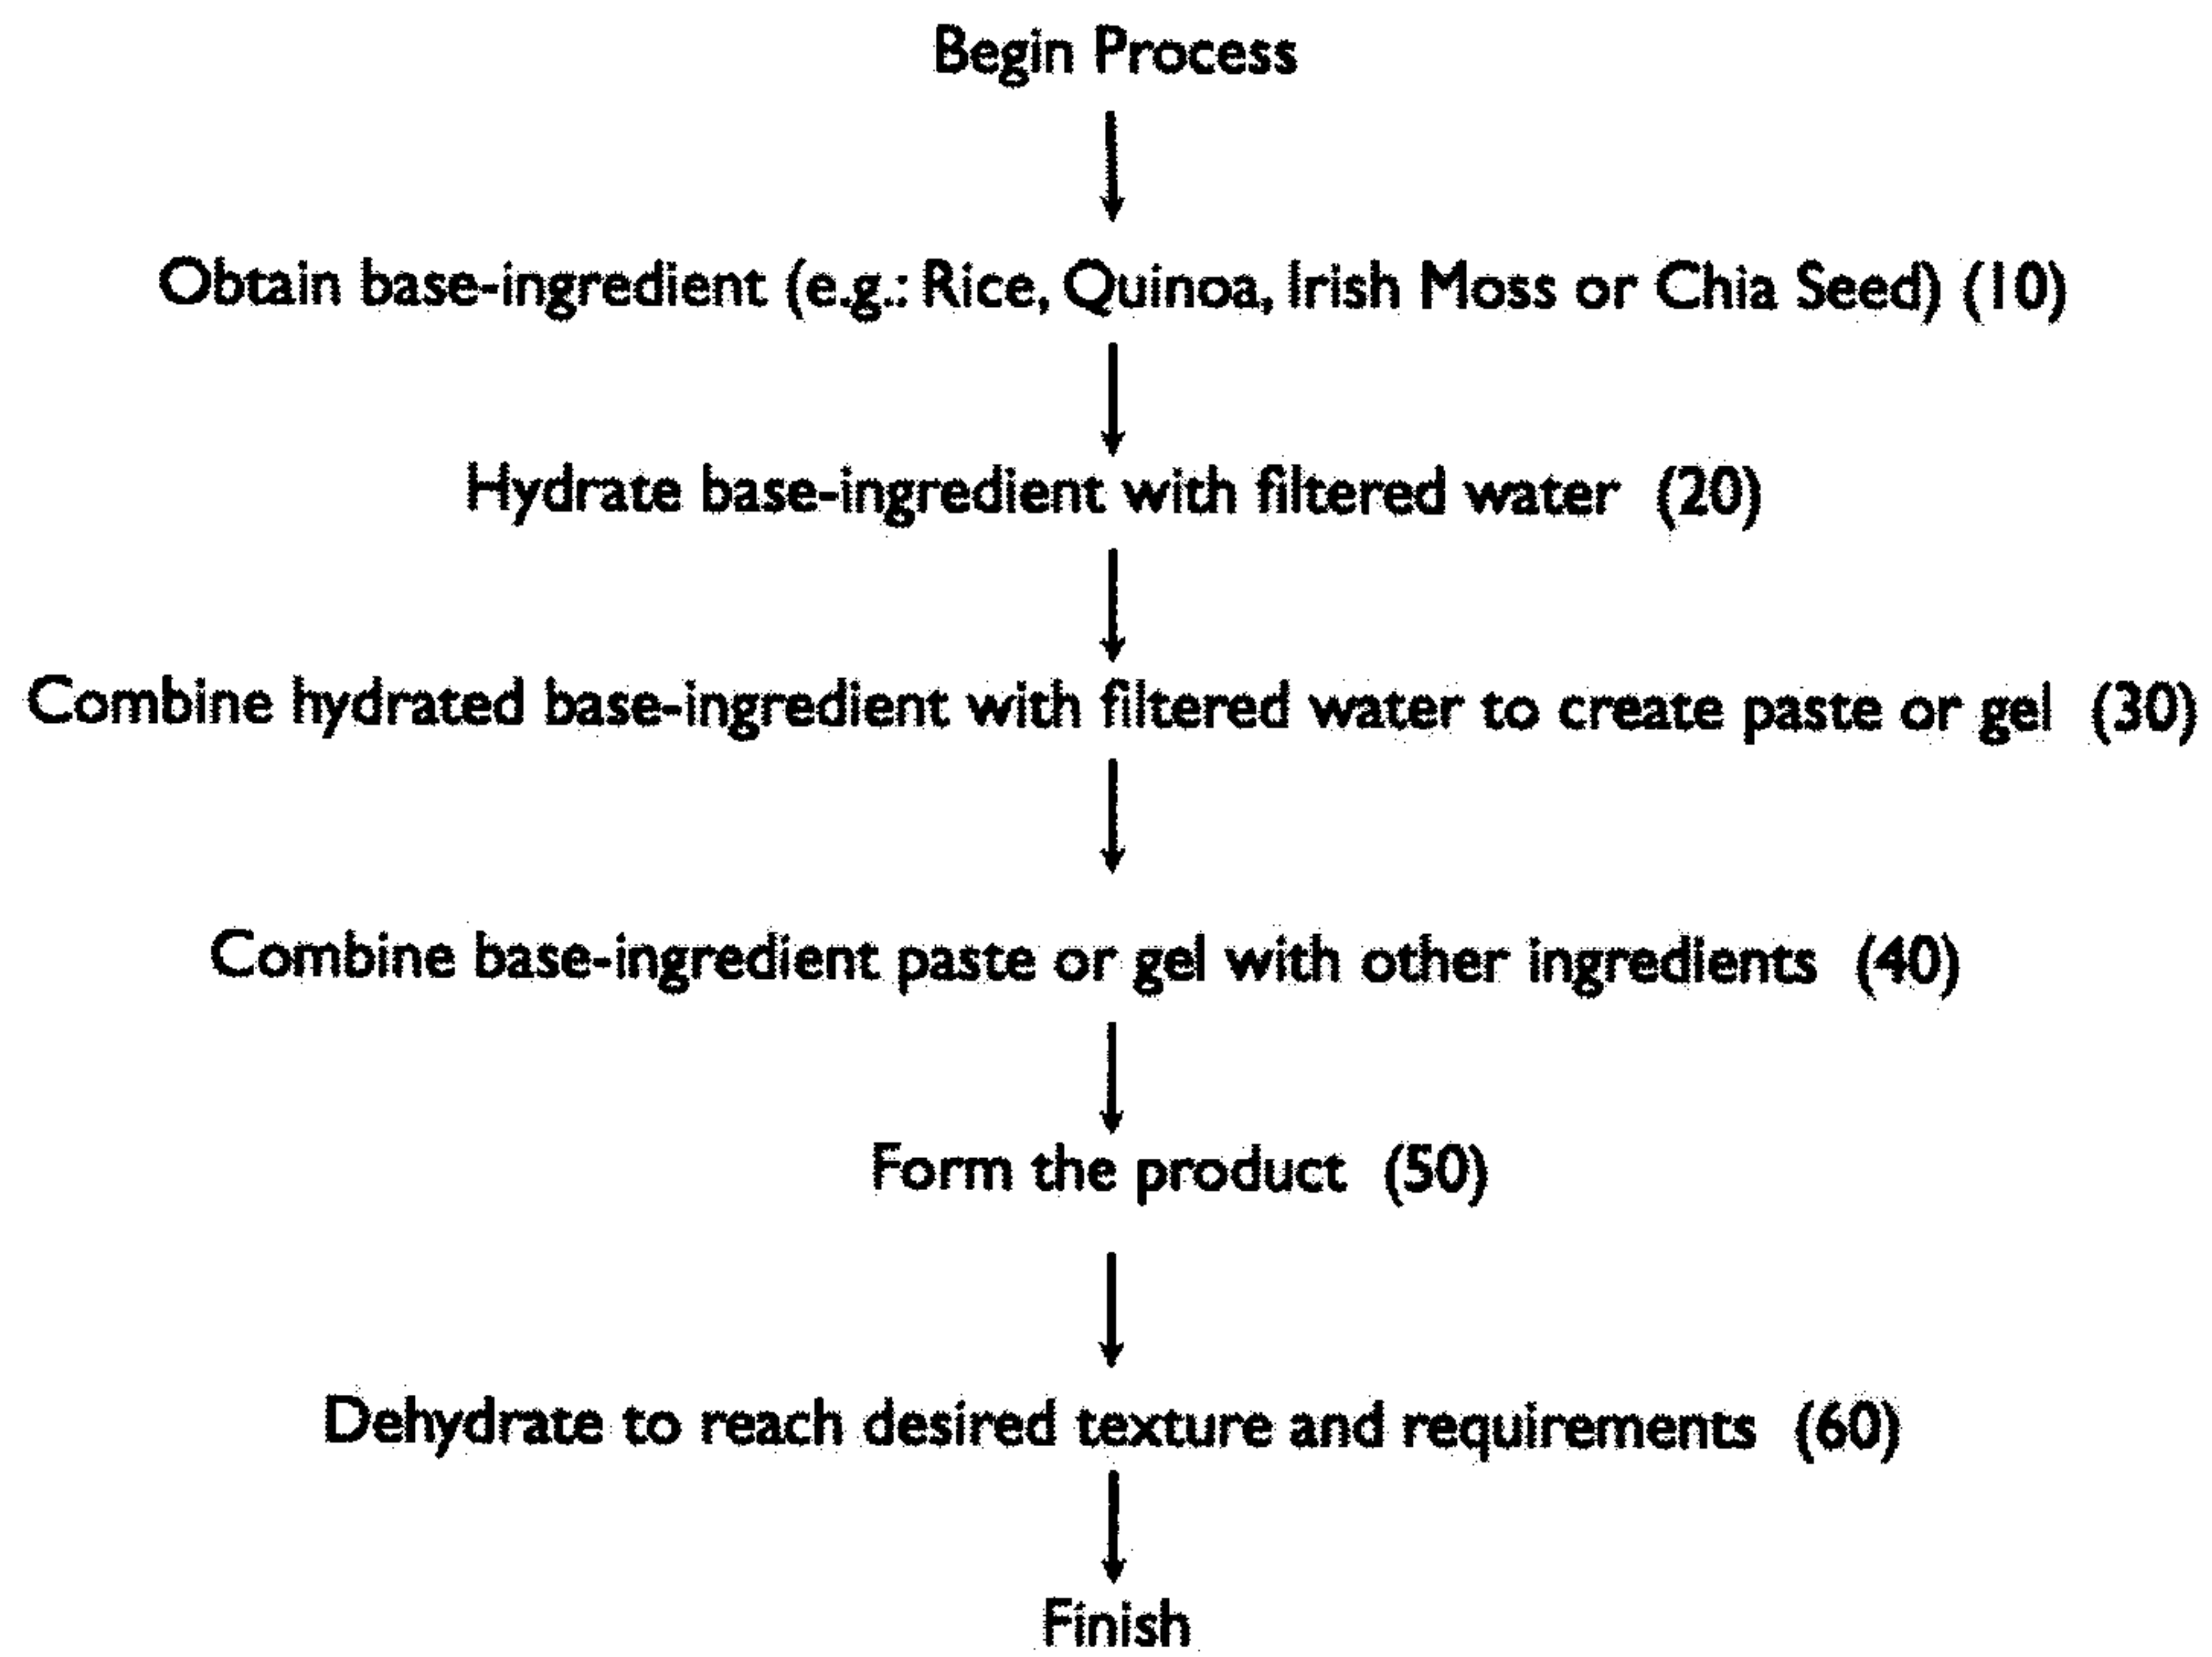 Begin Process
Obtain base-ingredient (e.g.: Rice, Quinoa, Irish Moss or Chia Seed) (10)
Hydrate base-ingredient with filtered water (20)
Combine hydrated base-ingredient with filtered water to create paste or gel (30)
Combine base-ingredient paste or gel with other ingredients (40)
Form the product (50)
Dehydrate to reach desired texture and requirements (60)
Finish